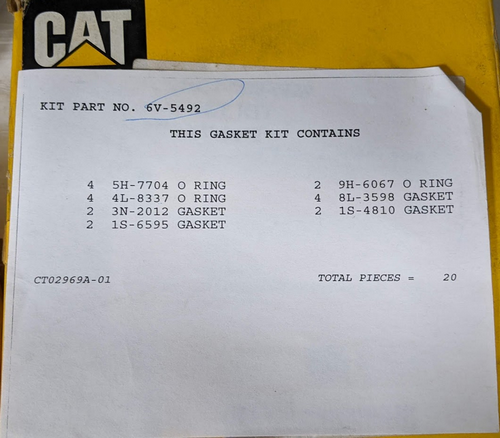 CAT
KIT PART NO. 6V-5492
THIS GASKET KIT CONTAINS
4 5H-7704 O RING 2 9H-6067 O RING
4 4L-8337 O RING 4 8L-3598 GASKET
2 3N-2012 GASKET 2 1S-4810 GASKET
2 1S-6595 GASKET
CT02969A-01 TOTAL PIECES = 20